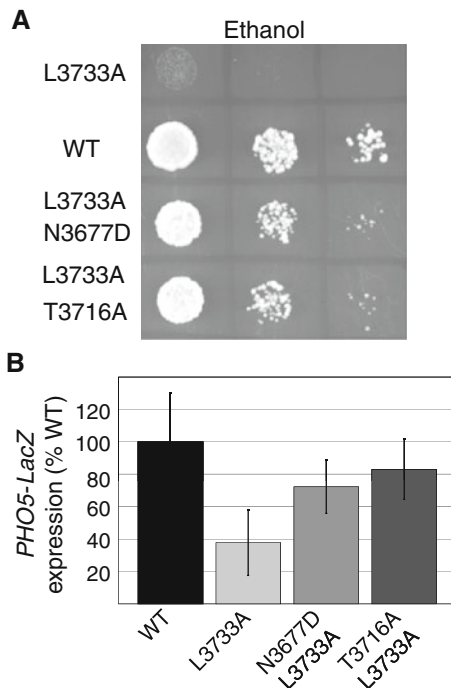 A
Ethanol
L3733A
WT
L3733A
N3677D
L3733A
T3716A
B
PHO5-LacZ
expression (% WT)
120
100
80
60
40
20
WT
L3733A
N3677D
L3733A
T3716A
L3733A